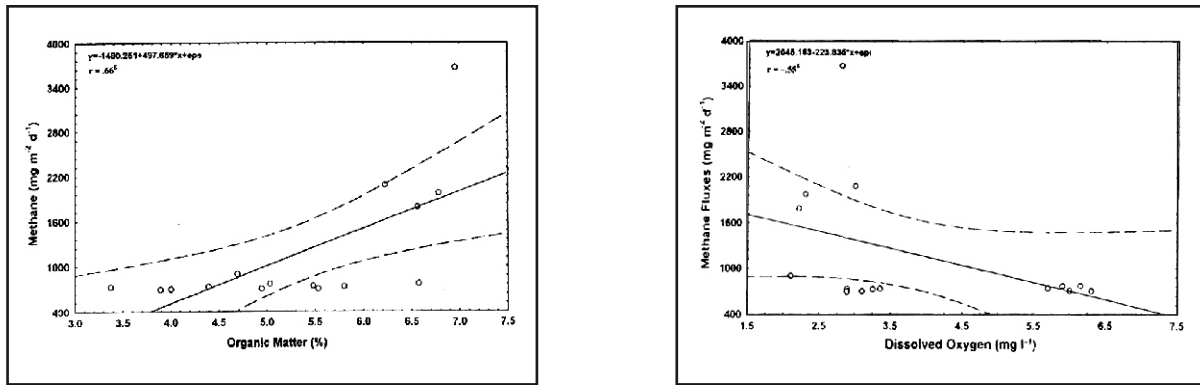 4800
3400
2800
2200
1600
1000
400
y=-1490.251+497.659*x+eps
r = .66
Methane (mg m⁻² d⁻¹)
3.0 3.5 4.0 4.5 5.0 5.5 6.0 6.5 7.0 7.5
Organic Matter (%)
4000
3400
2800
2200
1600
1000
400
r = -.55
Methane Fluxes (mg m⁻² d⁻¹)
1.5 2.5 3.5 4.5 5.5 6.5 7.5
Dissolved Oxygen (mg l⁻¹)